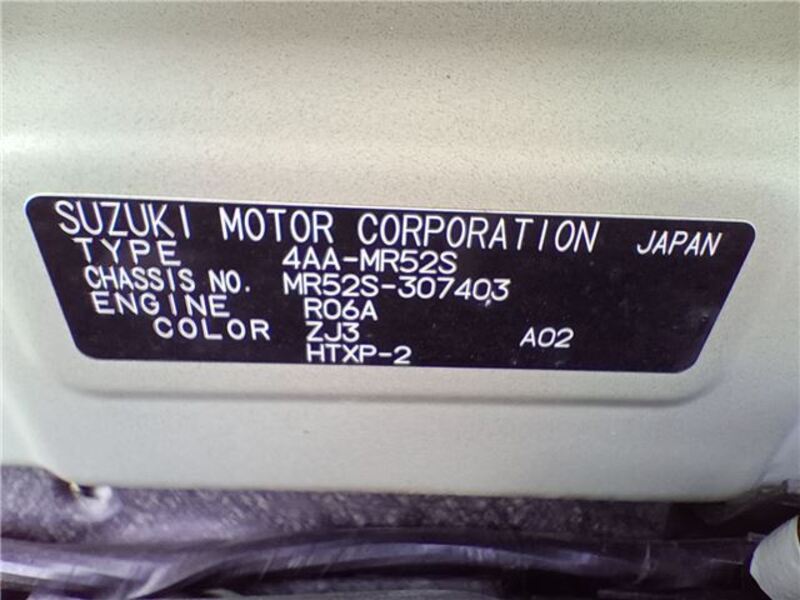 SUZUKI MOTOR CORPORATION JAPAN
TYPE 4AA-MR52S
CHASSIS NO. MR52S-307403
ENGINE R06A
COLOR ZJ3 A02
HTXP-2